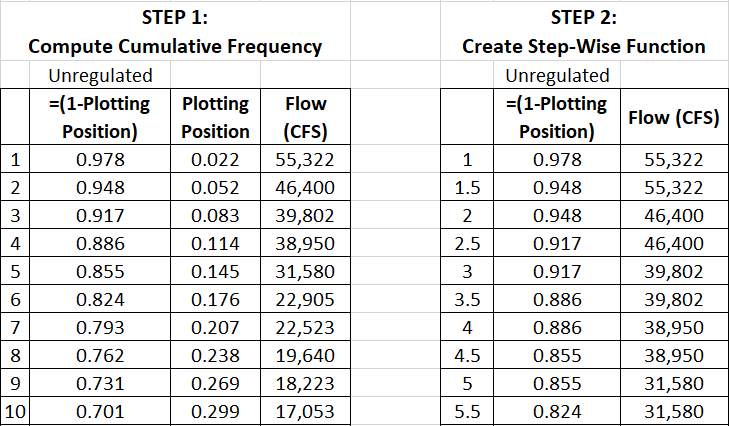 STEP 1:
Compute Cumulative Frequency
Unregulated
=(1-Plotting Position) Plotting Position Flow (CFS)
1 0.978 0.022 55,322
2 0.948 0.052 46,400
3 0.917 0.083 39,802
4 0.886 0.114 38,950
5 0.855 0.145 31,580
6 0.824 0.176 22,905
7 0.793 0.207 22,523
8 0.762 0.238 19,640
9 0.731 0.269 18,223
10 0.701 0.299 17,053
STEP 2:
Create Step-Wise Function
Unregulated
=(1-Plotting Position) Flow (CFS)
1 0.978 55,322
1.5 0.948 55,322
2 0.948 46,400
2.5 0.917 46,400
3 0.917 39,802
3.5 0.886 39,802
4 0.886 38,950
4.5 0.855 38,950
5 0.855 31,580
5.5 0.824 31,580